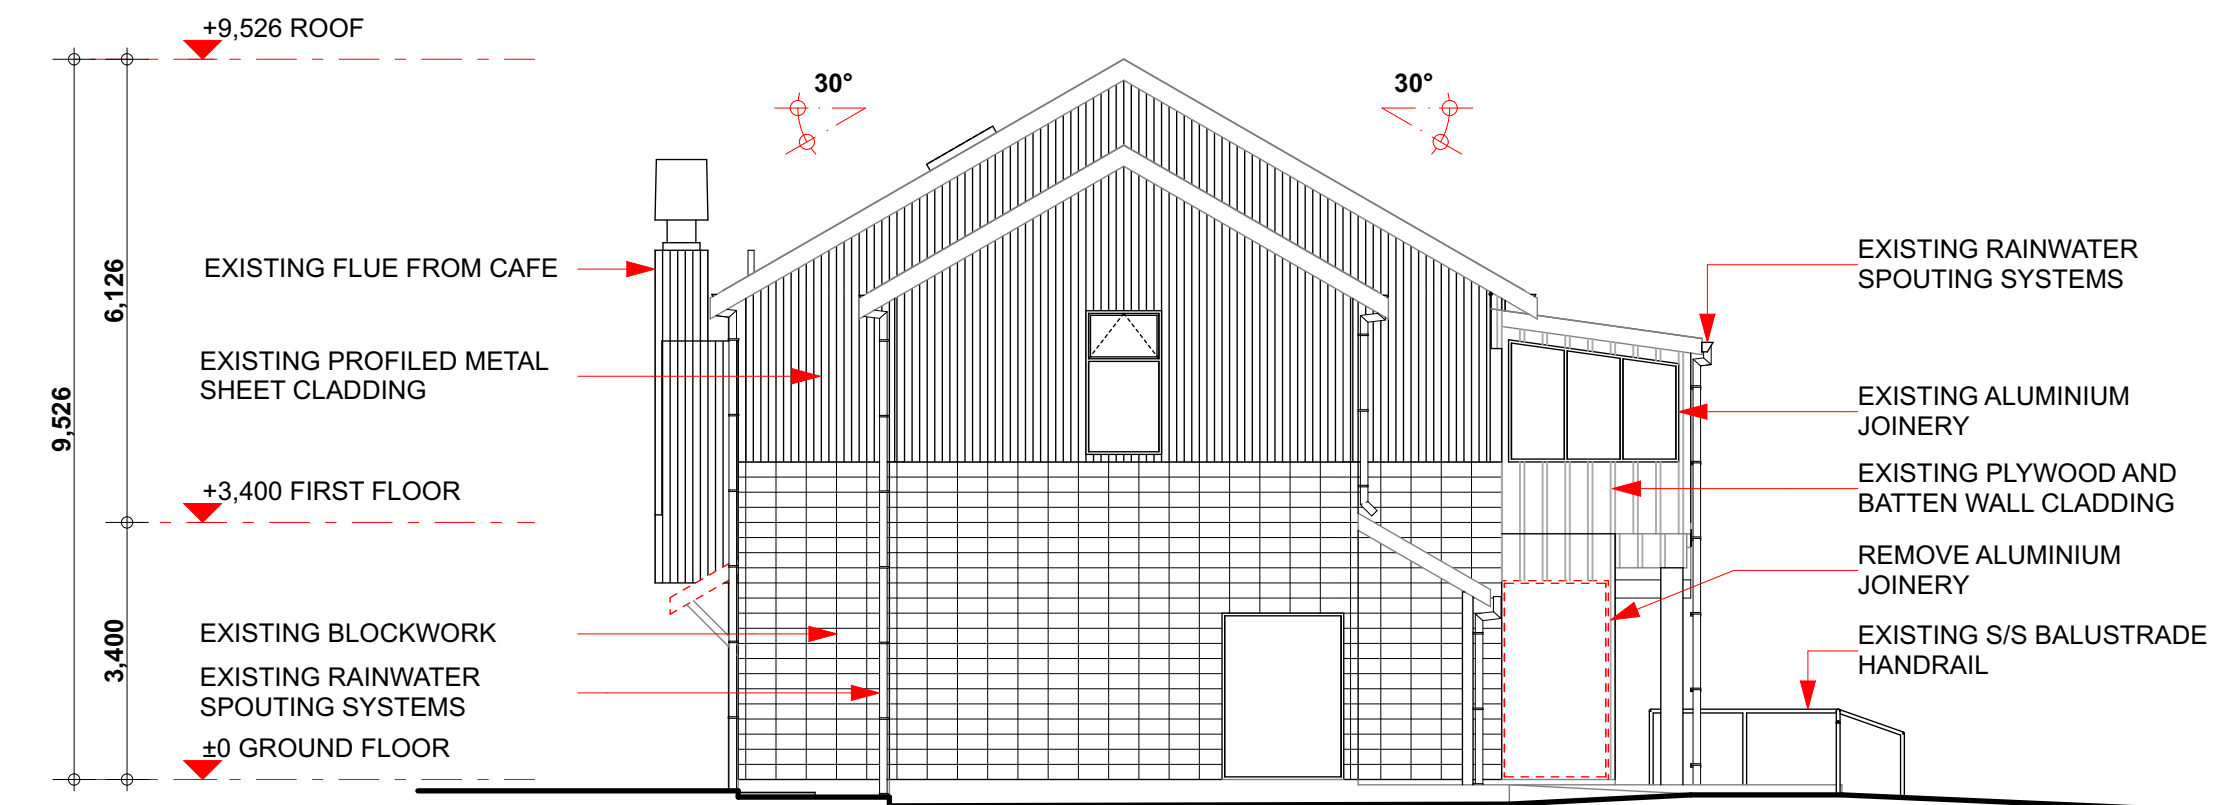 +9,526 ROOF
30°
30°
6,126
9,526
3,400
EXISTING FLUE FROM CAFE
EXISTING PROFILED METAL
SHEET CLADDING
+3,400 FIRST FLOOR
EXISTING BLOCKWORK
EXISTING RAINWATER
SPOUTING SYSTEMS
±0 GROUND FLOOR
EXISTING RAINWATER
SPOUTING SYSTEMS
EXISTING ALUMINIUM
JOINERY
EXISTING PLYWOOD AND
BATTEN WALL CLADDING
REMOVE ALUMINIUM
JOINERY
EXISTING S/S BALUSTRADE
HANDRAIL